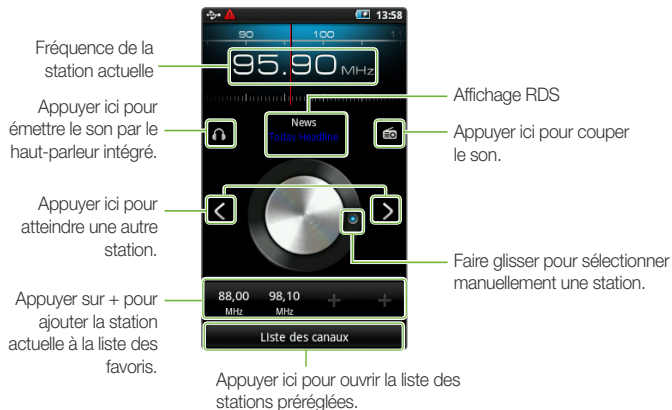 13:58
90 100 11
95.90 MHz
Fréquence de la
station actuelle
News
Today Headline
Affichage RDS
Appuyer ici pour
émettre le son par le
haut-parleur intégré.
Appuyer ici pour couper
le son.
Appuyer ici pour
atteindre une autre
station.
Faire glisser pour sélectionner
manuellement une station.
88,00 98,10 + +
MHz MHz
Appuyer sur + pour
ajouter la station
actuelle à la liste des
favoris.
Liste des canaux
Appuyer ici pour ouvrir la liste des
stations préréglées.